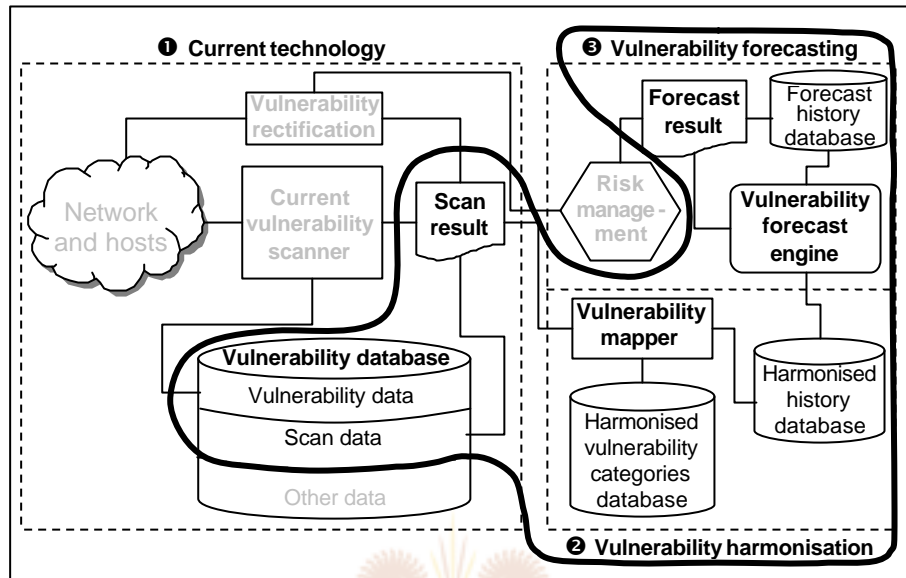 ❶ Current technology
Vulnerability
rectification
Network
and hosts
Current
vulnerability
scanner
Scan
result
Vulnerability database
Vulnerability data
Scan data
Other data
❸ Vulnerability forecasting
Forecast
result
Forecast
history
database
Risk
manage -
ment
Vulnerability
forecast
engine
Vulnerability
mapper
Harmonised
vulnerability
categories
database
Harmonised
history
database
❷ Vulnerability harmonisation